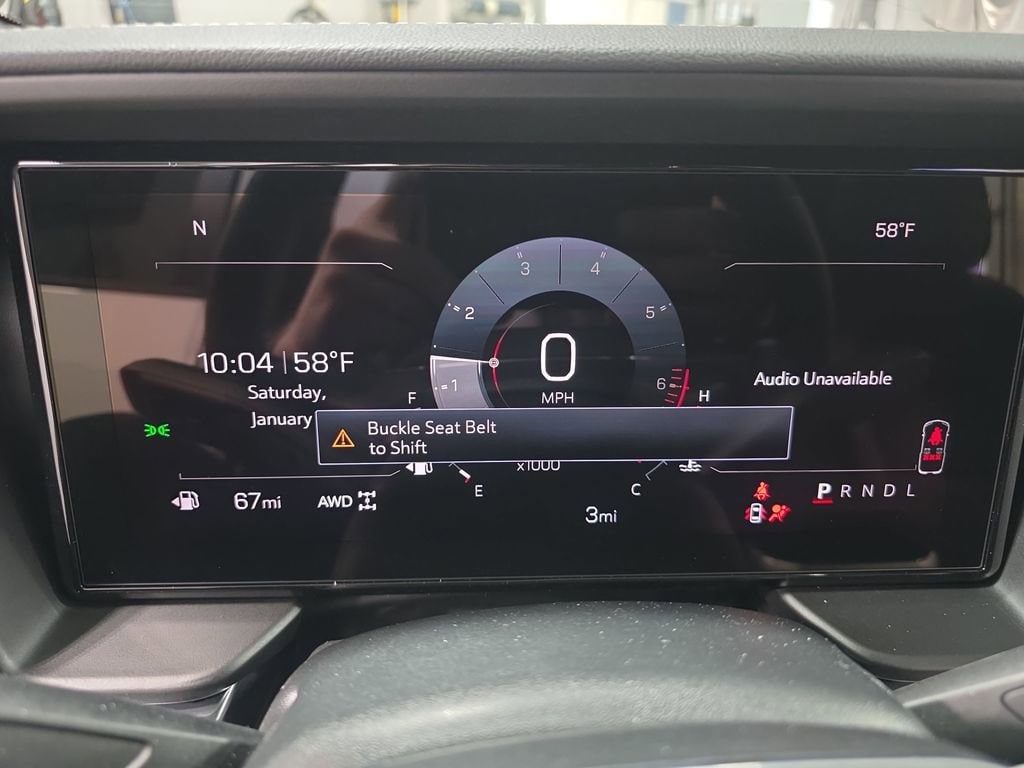 N
58°F
3
4
2
5
1
6
0
MPH
10:04 58°F
Saturday,
January
Audio Unavailable
F
H
Buckle Seat Belt
to Shift
x1000
E
C
67mi
AWD
3mi
P R N D L